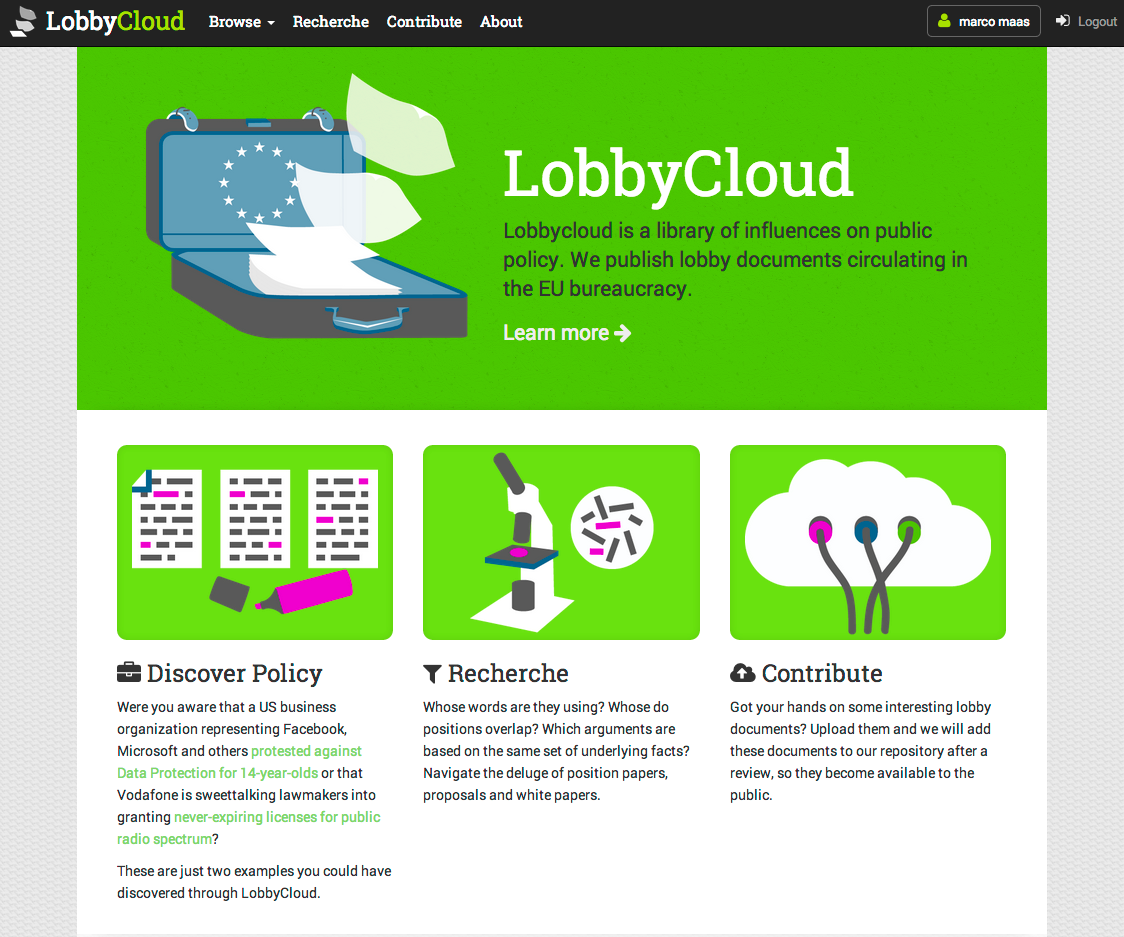 LobbyCloud Browse Recherche Contribute About marco maas Logout
LobbyCloud
Lobbycloud is a library of influences on public
policy. We publish lobby documents circulating in
the EU bureaucracy.
Learn more
Discover Policy
Were you aware that a US business
organization representing Facebook,
Microsoft and others protested against
Data Protection for 14-year-olds or that
Vodafone is sweettalking lawmakers into
granting never-expiring licenses for public
radio spectrum?
These are just two examples you could have
discovered through LobbyCloud.
Recherche
Whose words are they using? Whose do
positions overlap? Which arguments are
based on the same set of underlying facts?
Navigate the deluge of position papers,
proposals and white papers.
Contribute
Got your hands on some interesting lobby
documents? Upload them and we will add
these documents to our repository after a
review, so they become available to the
public.